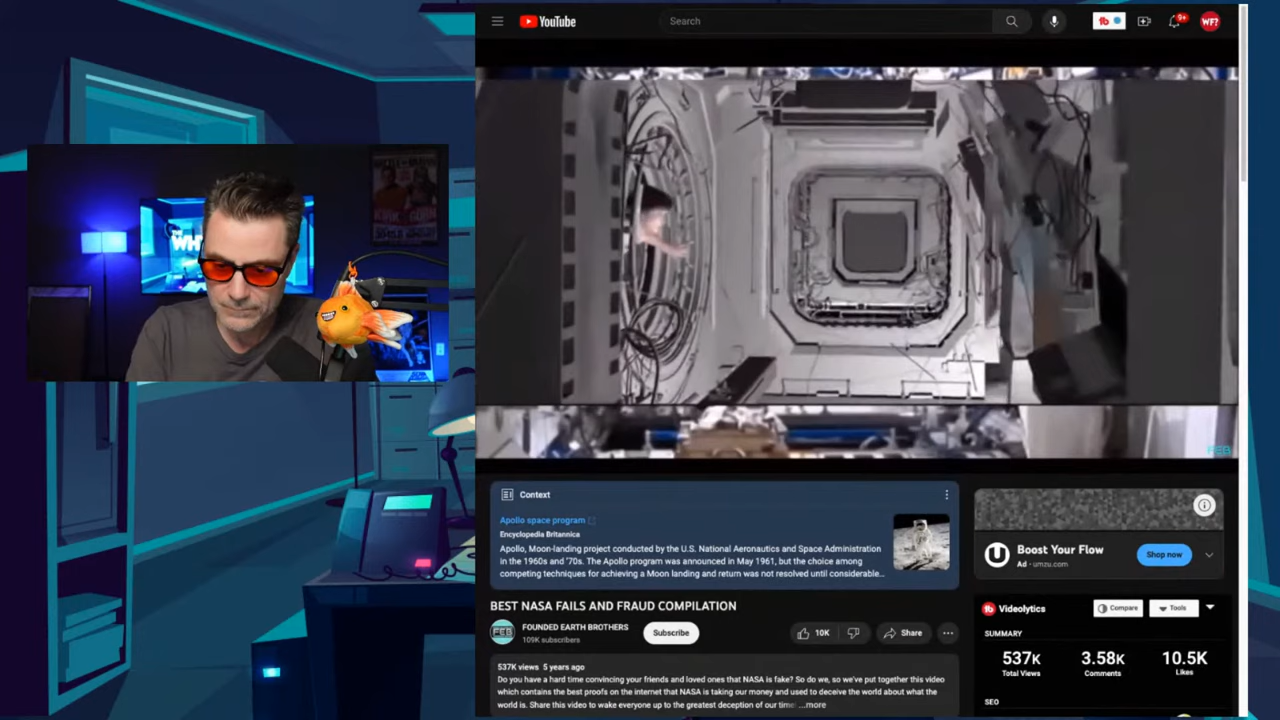 YouTube
Search
9+
WF?
WH
KIRK
GORN
FEB
Context
Apollo space program
Encyclopedia Britannica
Apollo, Moon-landing project conducted by the U.S. National Aeronautics and Space Administration
in the 1960s and '70s. The Apollo program was announced in May 1961, but the choice among
competing techniques for achieving a Moon landing and return was not resolved until considerable...
Boost Your Flow
Ad · umzu.com
Shop now
BEST NASA FAILS AND FRAUD COMPILATION
FEB
FOUNDED EARTH BROTHERS
109K subscribers
Subscribe
10K
Share
537K views 5 years ago
Do you have a hard time convincing your friends and loved ones that NASA is fake? So do we, so we've put together this video
which contains the best proofs on the internet that NASA is taking our money and used to deceive the world about what the
world is. Share this video to wake everyone up to the greatest deception of our time! ...more
Videolytics
Compare
Tools
SUMMARY
537K
3.58K
10.5K
Total Views
Comments
Likes
SEO